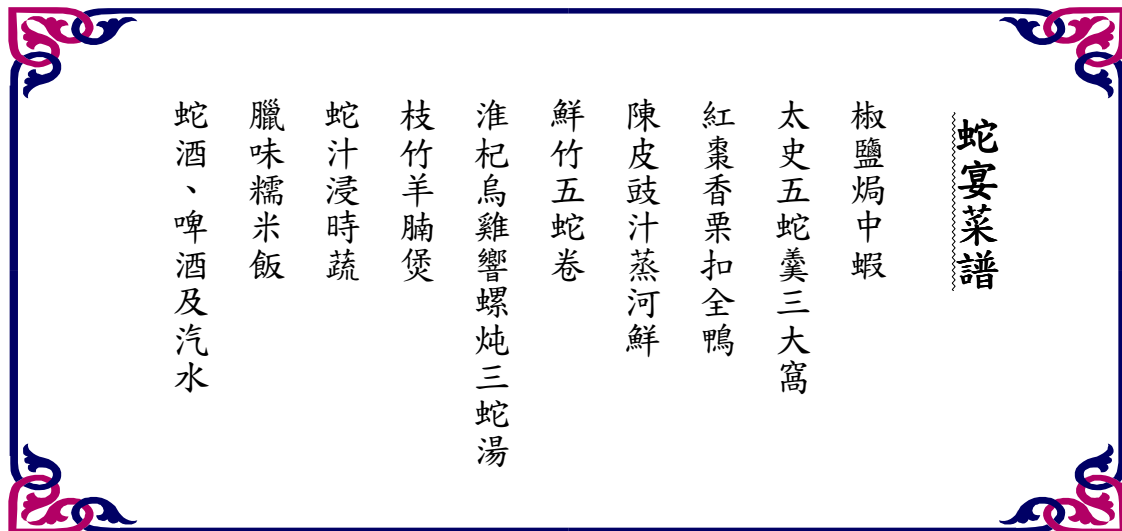 蛇宴菜譜
椒鹽焗中蝦
太史五蛇羹三大窩
紅棗香栗扣全鴨
陳皮豉汁蒸河鮮
鮮竹五蛇卷
淮杞烏雞響螺炖三蛇湯
枝竹羊腩煲
蛇汁浸時蔬
臘味糯米飯
蛇酒、啤酒及汽水